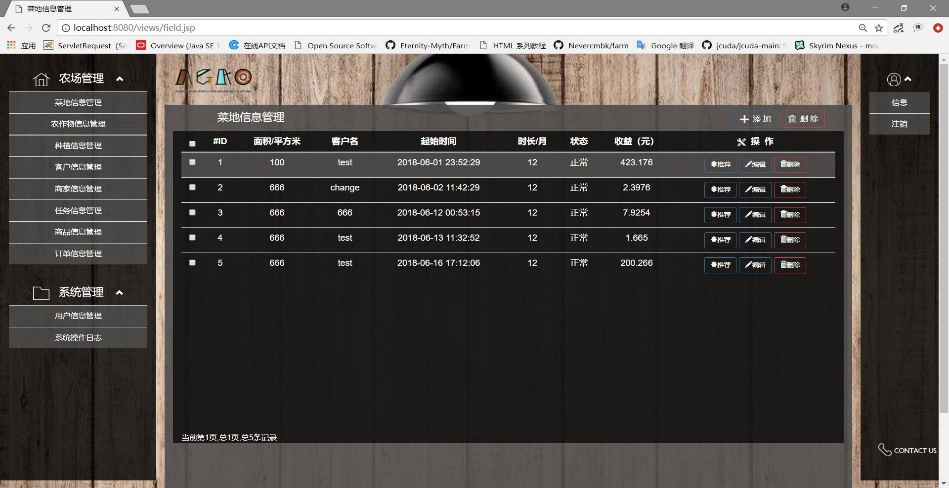 菜地信息管理
localhost:8080/views/field.jsp
应用 ServletRequest (Se Overview (Java SE 在线API文档 Open Source Softw Eternity-Myth/Farm HTML 系列教程 Nevercmbk/farm Google 翻译 jcuda/jcuda-main: Skyrim Nexus - mo
农场管理
菜地信息管理
农作物信息管理
种植信息管理
客户信息管理
商家信息管理
任务信息管理
商品信息管理
订单信息管理
系统管理
用户信息管理
系统操作日志
菜地信息管理 添 加 删 除
#ID 面积/平方米 客户名 起始时间 时长/月 状态 收益（元） 操 作
1 100 test 2018-06-01 23:52:29 12 正常 423.176 推荐 编辑 删除
2 666 change 2018-06-02 11:42:29 12 正常 2.3976 推荐 编辑 删除
3 666 666 2018-06-12 00:53:15 12 正常 7.9254 推荐 编辑 删除
4 666 test 2018-06-13 11:32:52 12 正常 1.665 推荐 编辑 删除
5 666 test 2018-06-16 17:12:06 12 正常 200.266 推荐 编辑 删除
当前第1页,总1页,总5条记录
信息
注销
CONTACT US